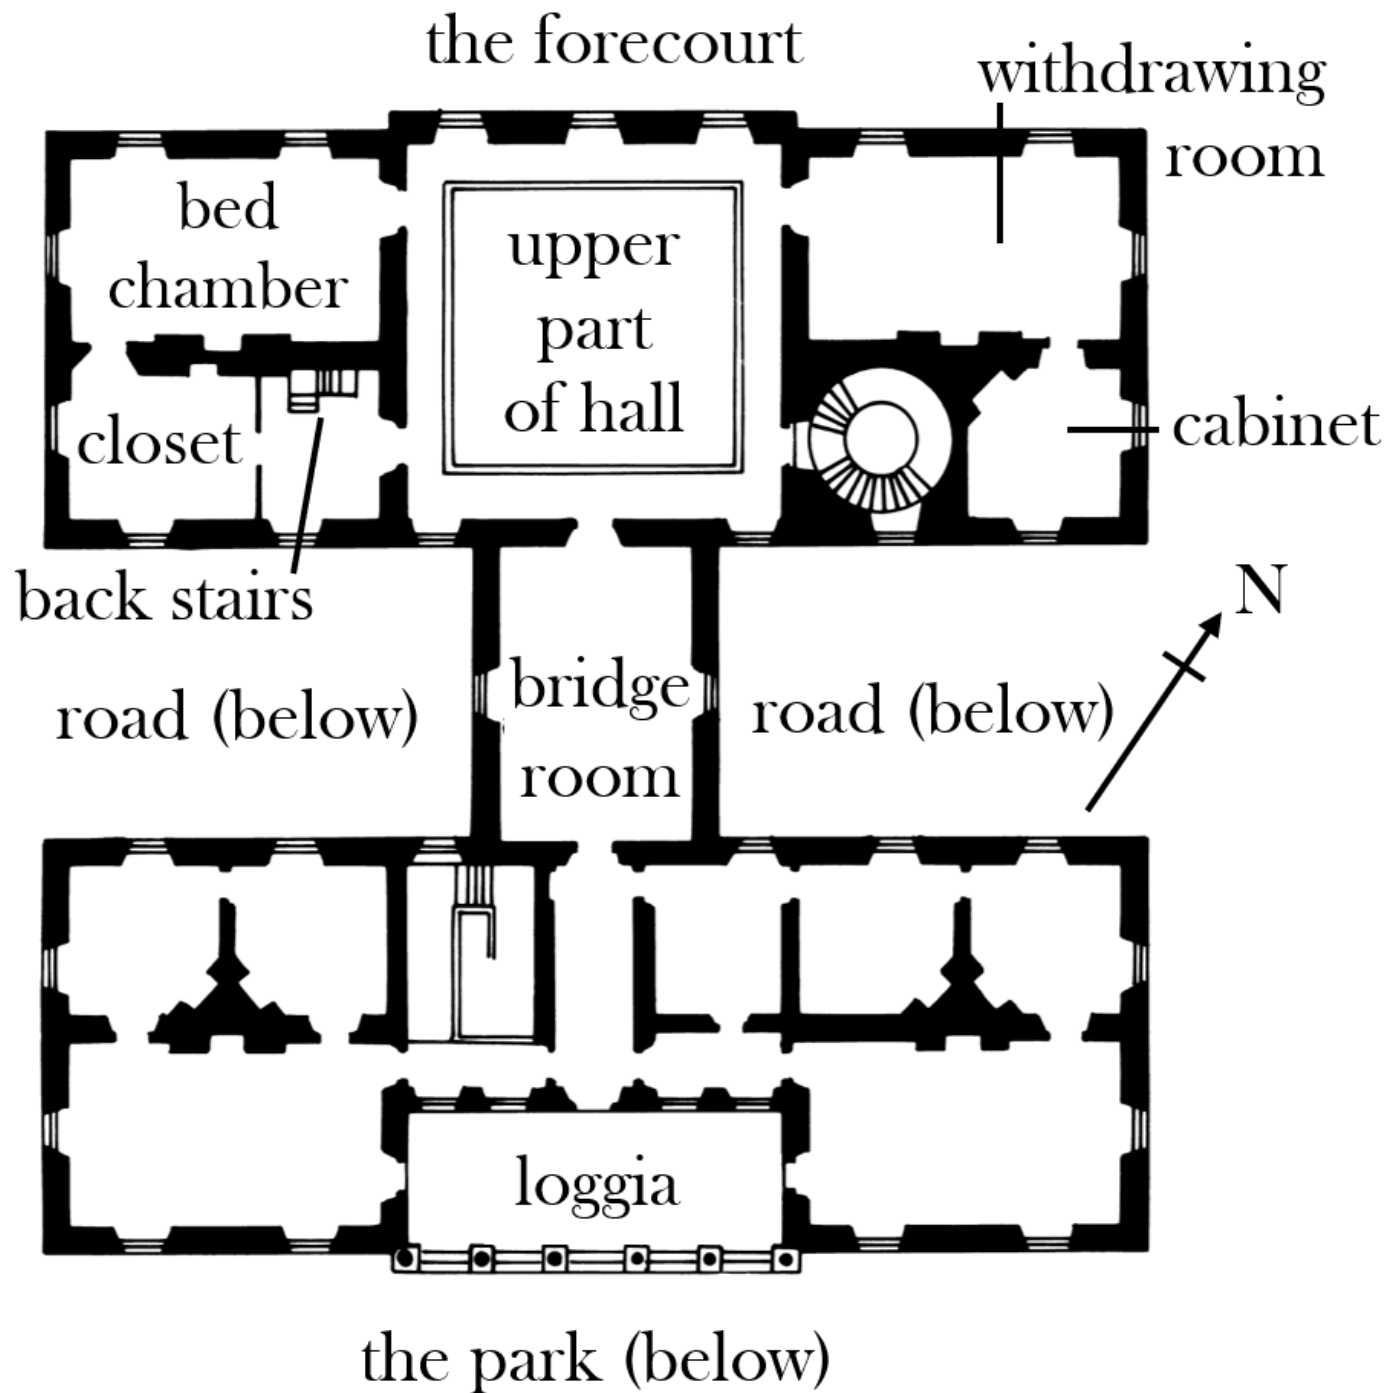 the forecourt
withdrawing
room
bed
chamber
upper
part
of hall
closet
cabinet
back stairs
N
road (below)
bridge
room
road (below)
loggia
the park (below)